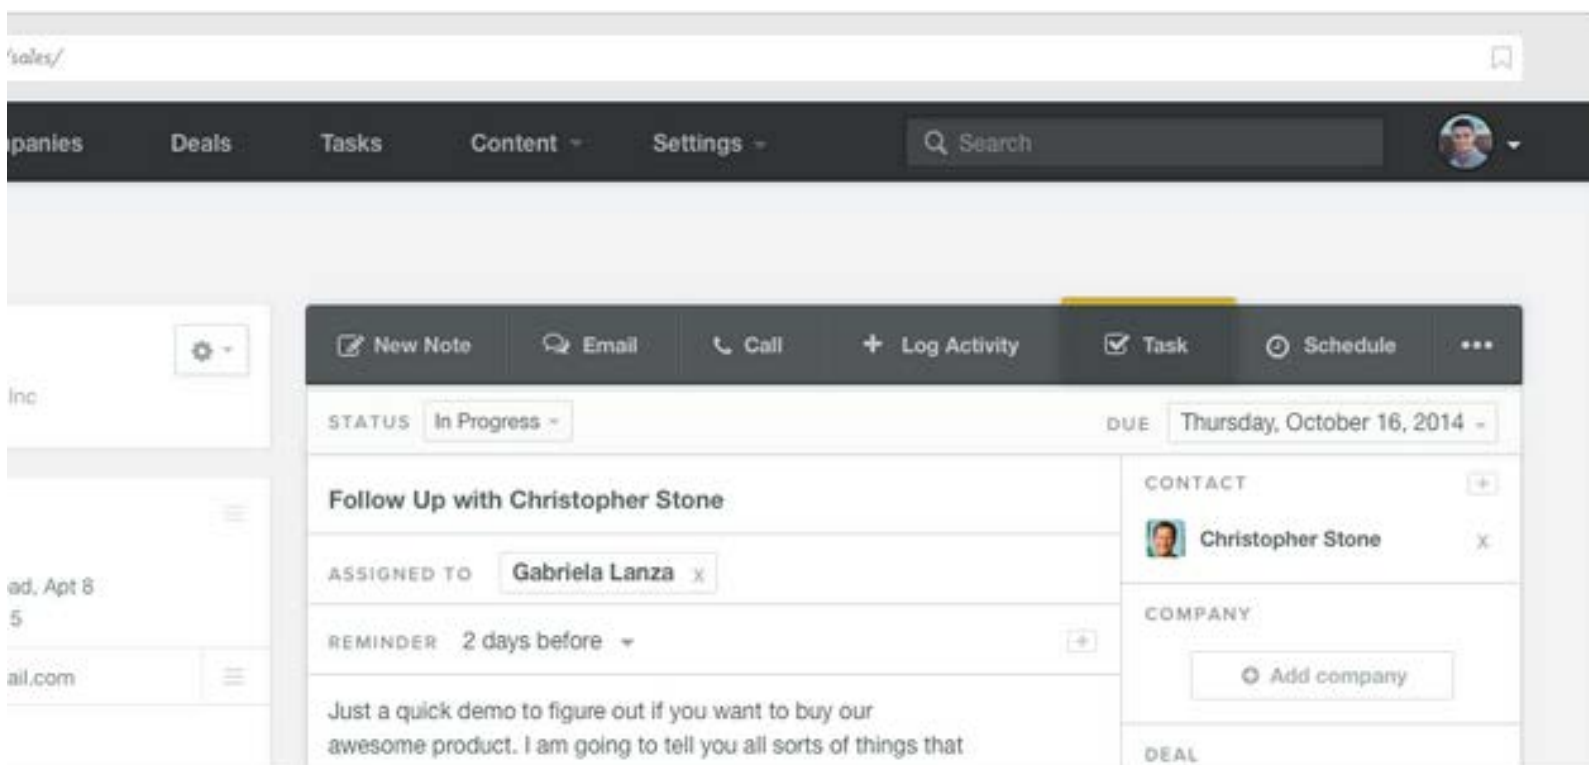 /sales/
mpanies Deals Tasks Content Settings Search
New Note Email Call + Log Activity Task Schedule •••
Inc
STATUS In Progress DUE Thursday, October 16, 2014
Follow Up with Christopher Stone
CONTACT +
Christopher Stone x
ASSIGNED TO Gabriela Lanza x
ad, Apt 8
5
COMPANY
REMINDER 2 days before +
ail.com
Add company
Just a quick demo to figure out if you want to buy our
awesome product. I am going to tell you all sorts of things that
DEAL